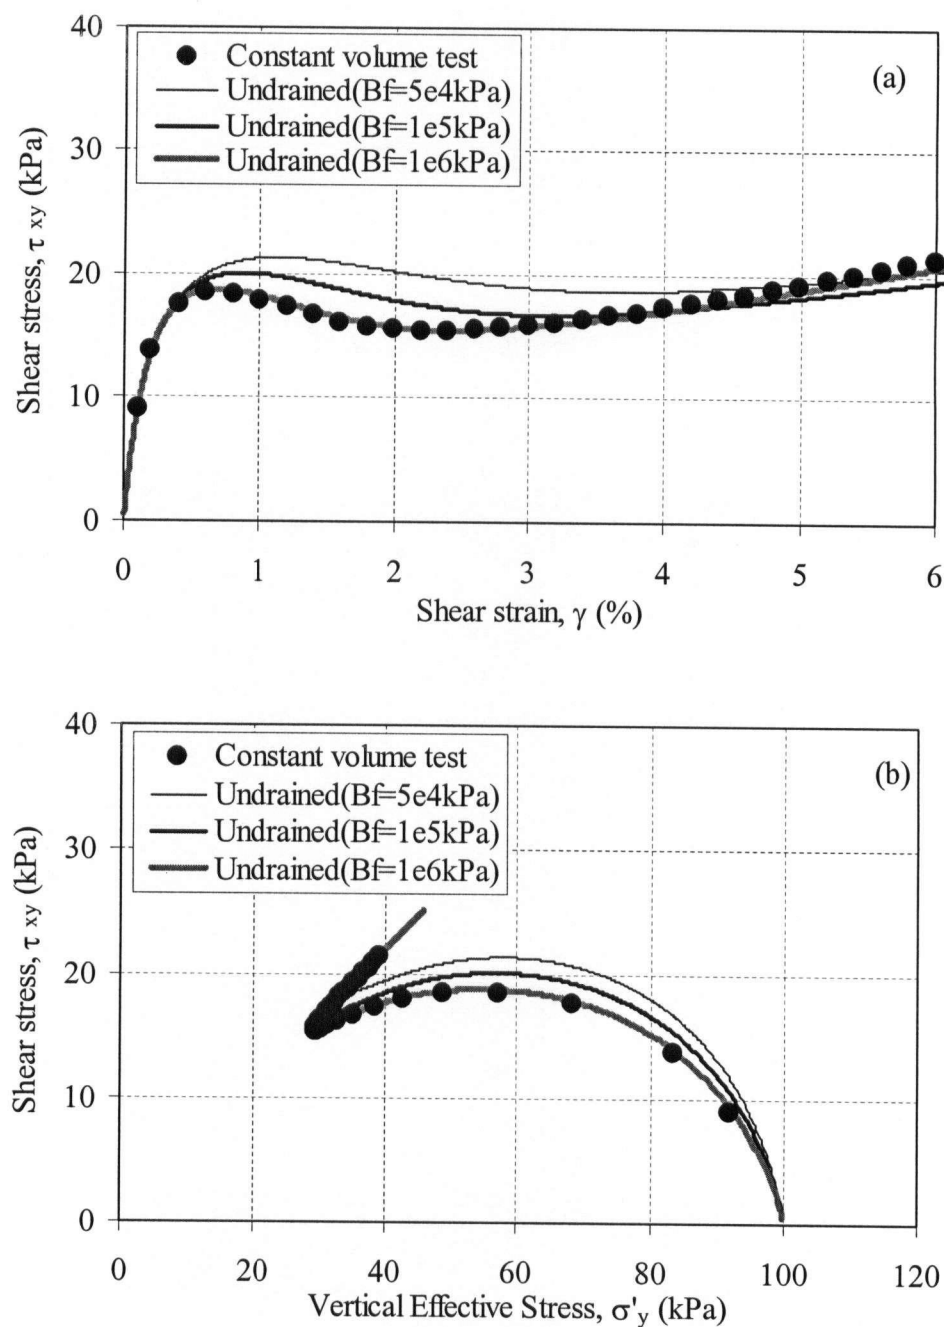 40
30
20
10
0
Shear stress, τ xy (kPa)
Constant volume test
Undrained(Bf=5e4kPa)
Undrained(Bf=1e5kPa)
Undrained(Bf=1e6kPa)
(a)
0 1 2 3 4 5 6
Shear strain, γ (%)
40
30
20
10
0
Shear stress, τ xy (kPa)
Constant volume test
Undrained(Bf=5e4kPa)
Undrained(Bf=1e5kPa)
Undrained(Bf=1e6kPa)
(b)
0 20 40 60 80 100 120
Vertical Effective Stress, σ'y (kPa)